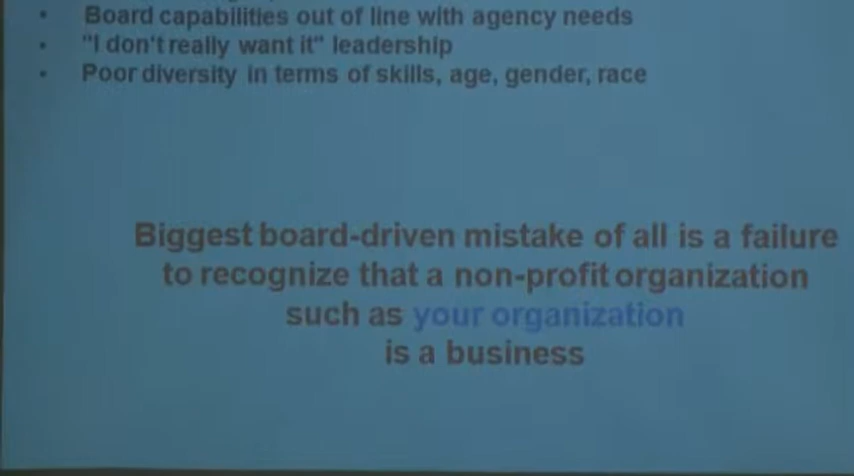 • Board capabilities out of line with agency needs
• "I don't really want it" leadership
• Poor diversity in terms of skills, age, gender, race
Biggest board-driven mistake of all is a failure
to recognize that a non-profit organization
such as your organization
is a business